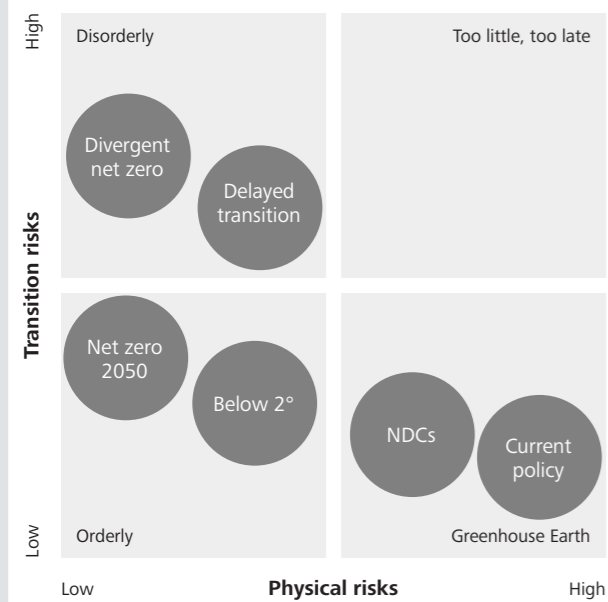 High
Disorderly
Too little, too late
Divergent
net zero
Delayed
transition
Transition risks
Net zero
2050
Below 2°
NDCs
Current
policy
Low
Orderly
Greenhouse Earth
Low
Physical risks
High